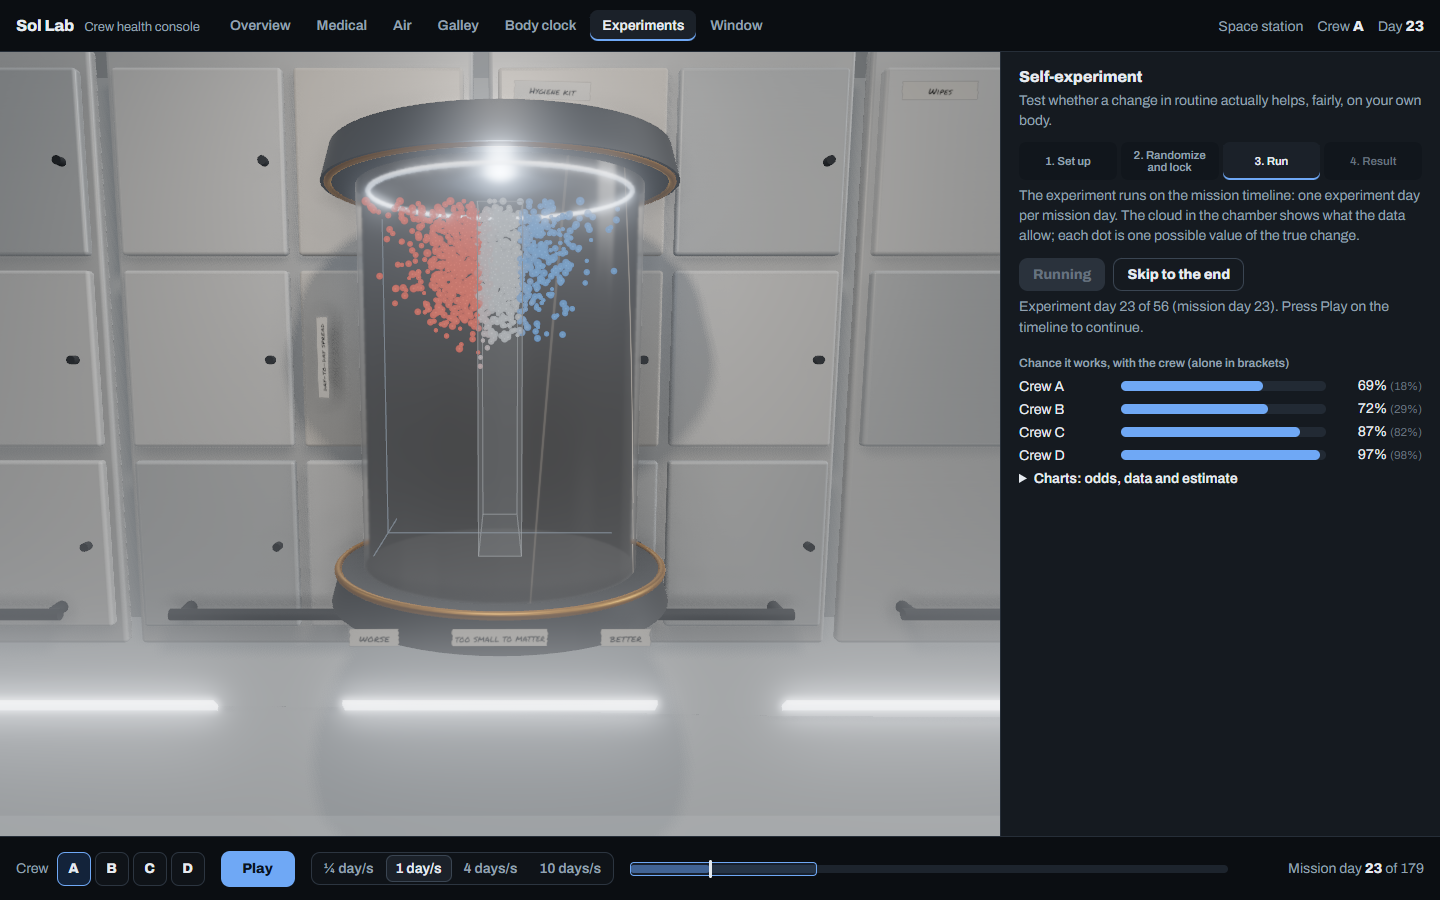 Sol Lab Crew health console Overview Medical Air Galley Body clock Experiments Window Space station Crew A Day 23
HYGIENE KIT
WIPES
WORSE
TOO SMALL TO MATTER
BETTER
Self-experiment
Test whether a change in routine actually helps, fairly, on your own
body.
1. Set up
2. Randomize
and lock
3. Run
4. Result
The experiment runs on the mission timeline: one experiment day
per mission day. The cloud in the chamber shows what the data
allow; each dot is one possible value of the true change.
Running Skip to the end
Experiment day 23 of 56 (mission day 23). Press Play on the
timeline to continue.
Chance it works, with the crew (alone in brackets)
Crew A 69% (18%)
Crew B 72% (29%)
Crew C 87% (82%)
Crew D 97% (98%)
▶ Charts: odds, data and estimate
Crew A B C D Play ¼ day/s 1 day/s 4 days/s 10 days/s Mission day 23 of 179